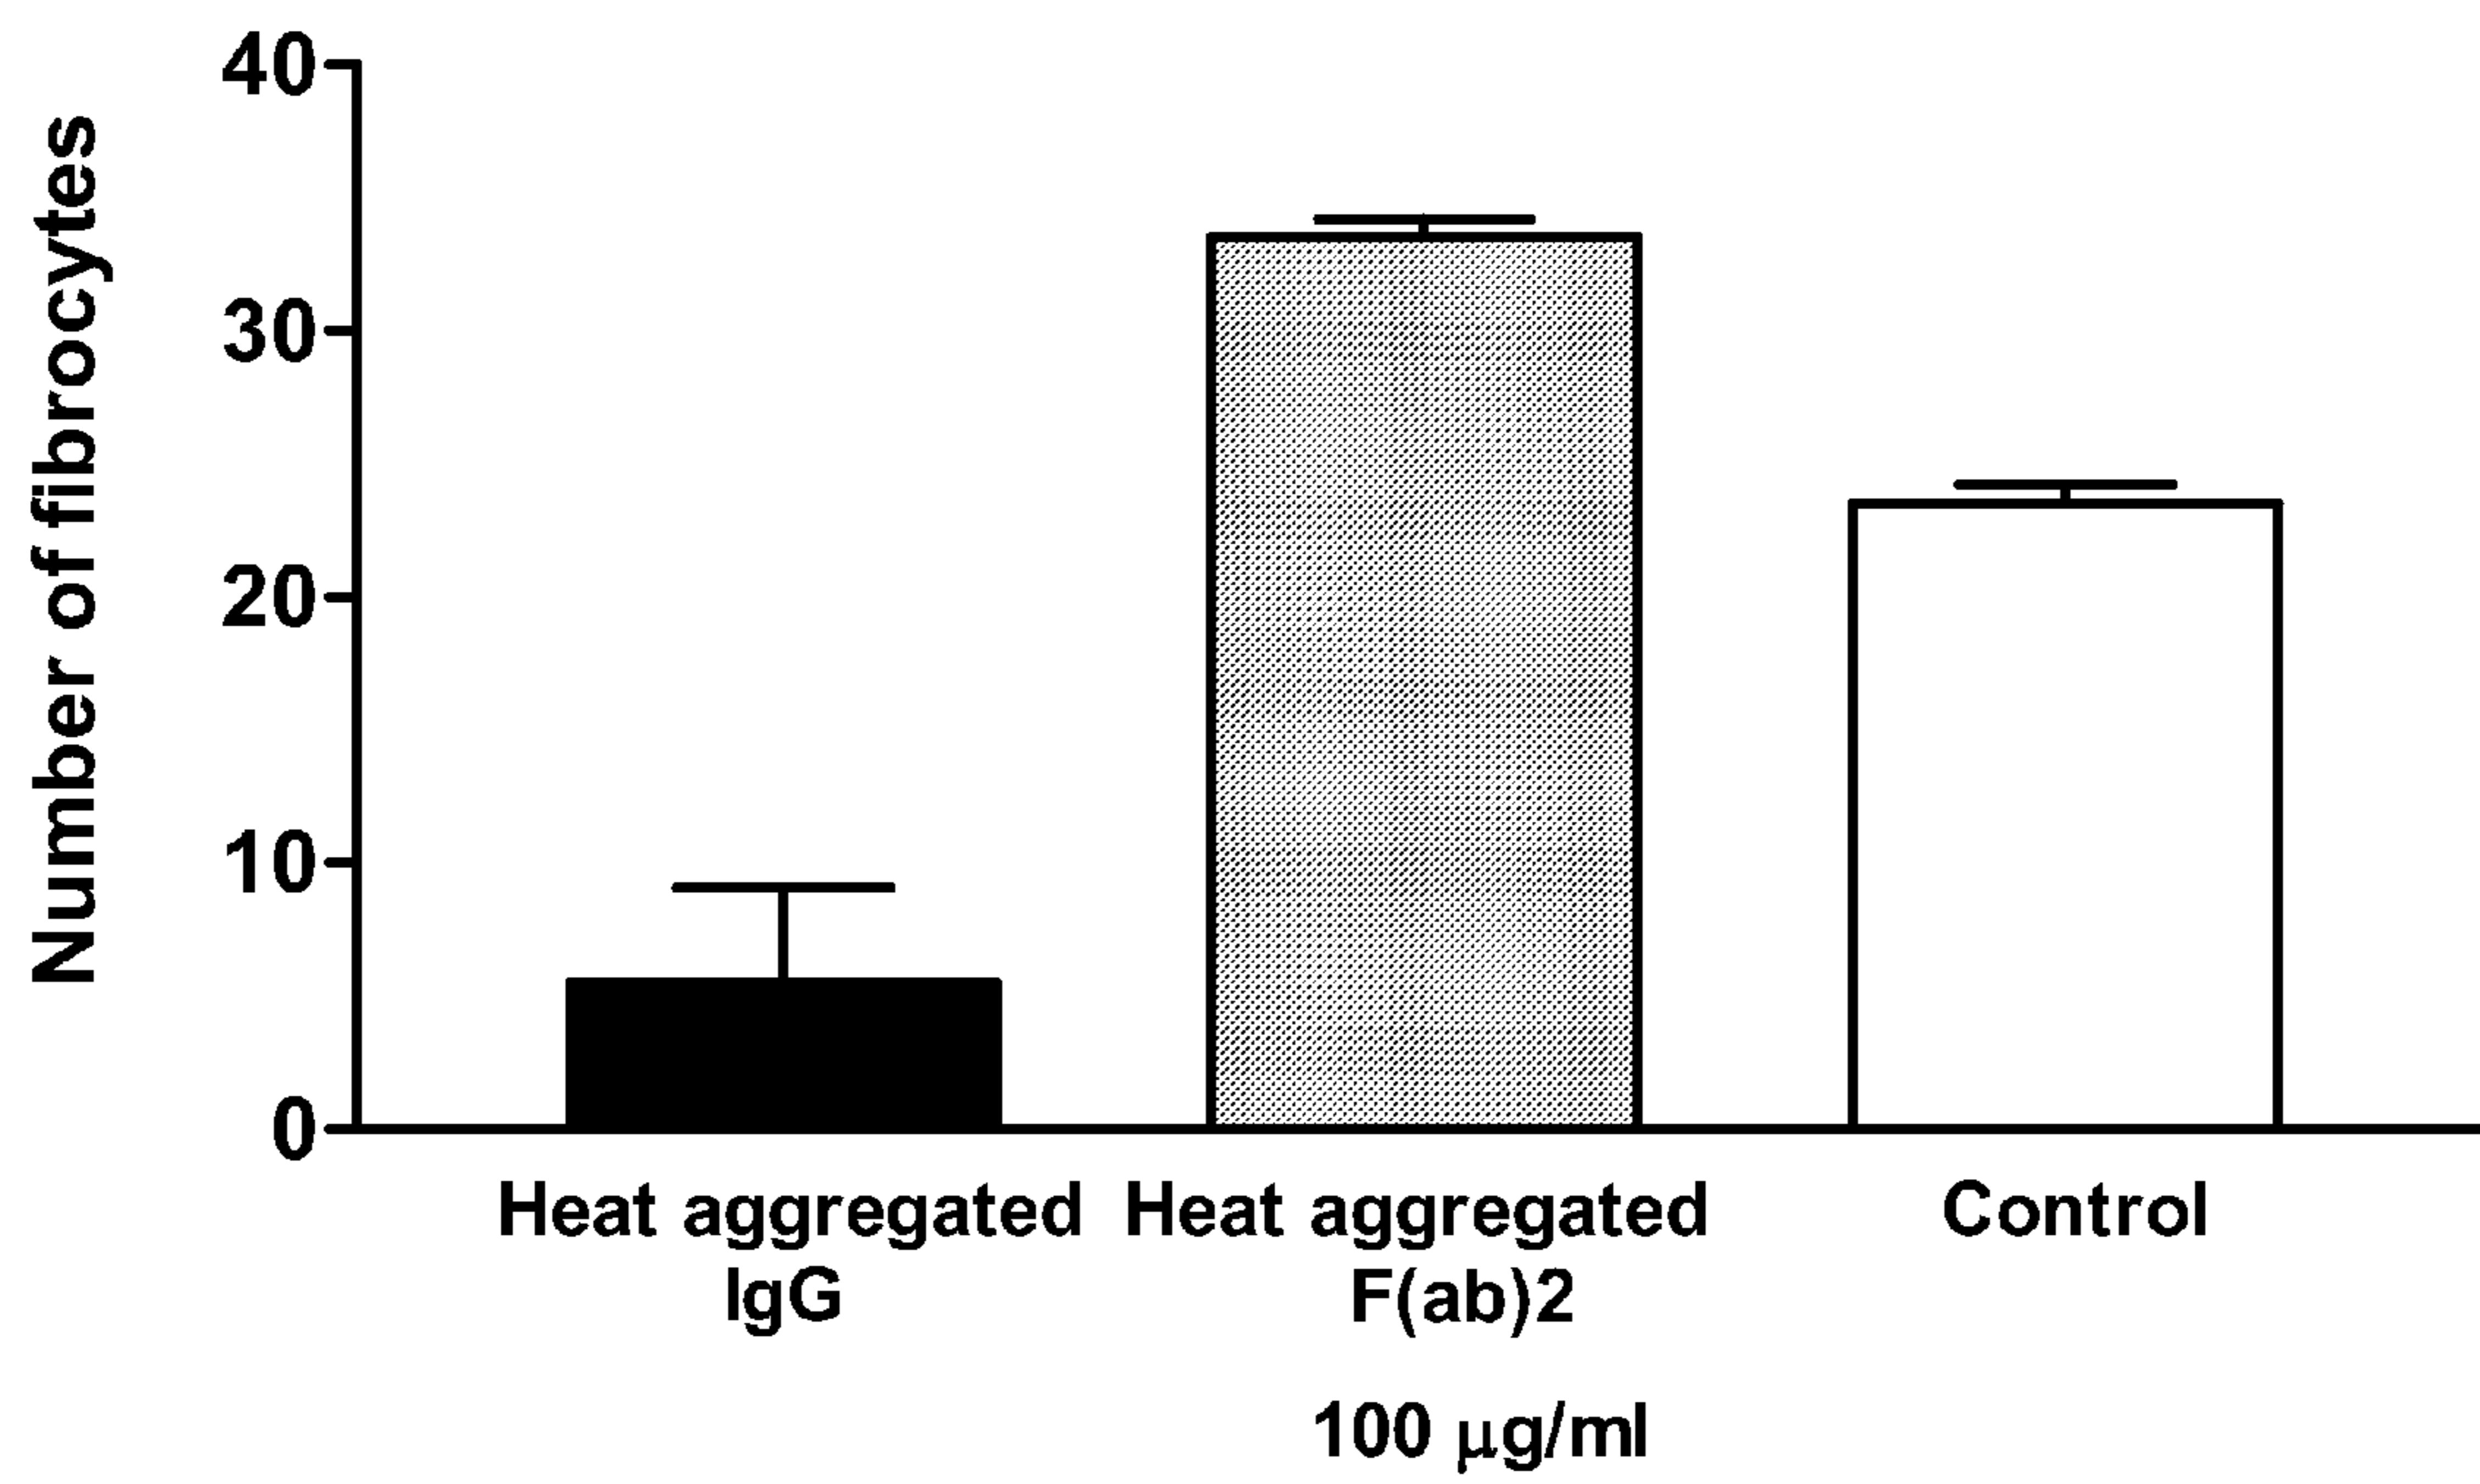 Number of fibrocytes
40
30
20
10
0
Heat aggregated IgG
Heat aggregated F(ab)2
Control
100 μg/ml